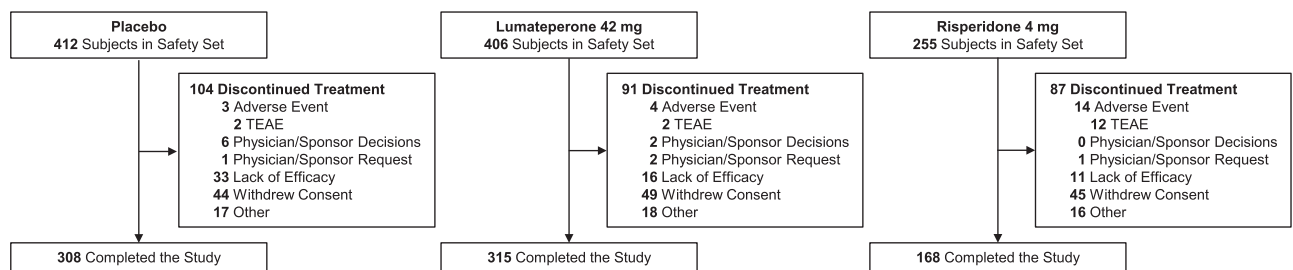 Placebo
412 Subjects in Safety Set
104 Discontinued Treatment
3 Adverse Event
2 TEAE
6 Physician/Sponsor Decisions
1 Physician/Sponsor Request
33 Lack of Efficacy
44 Withdrew Consent
17 Other
308 Completed the Study
Lumateperone 42 mg
406 Subjects in Safety Set
91 Discontinued Treatment
4 Adverse Event
2 TEAE
2 Physician/Sponsor Decisions
2 Physician/Sponsor Request
16 Lack of Efficacy
49 Withdrew Consent
18 Other
315 Completed the Study
Risperidone 4 mg
255 Subjects in Safety Set
87 Discontinued Treatment
14 Adverse Event
12 TEAE
0 Physician/Sponsor Decisions
1 Physician/Sponsor Request
11 Lack of Efficacy
45 Withdrew Consent
16 Other
168 Completed the Study